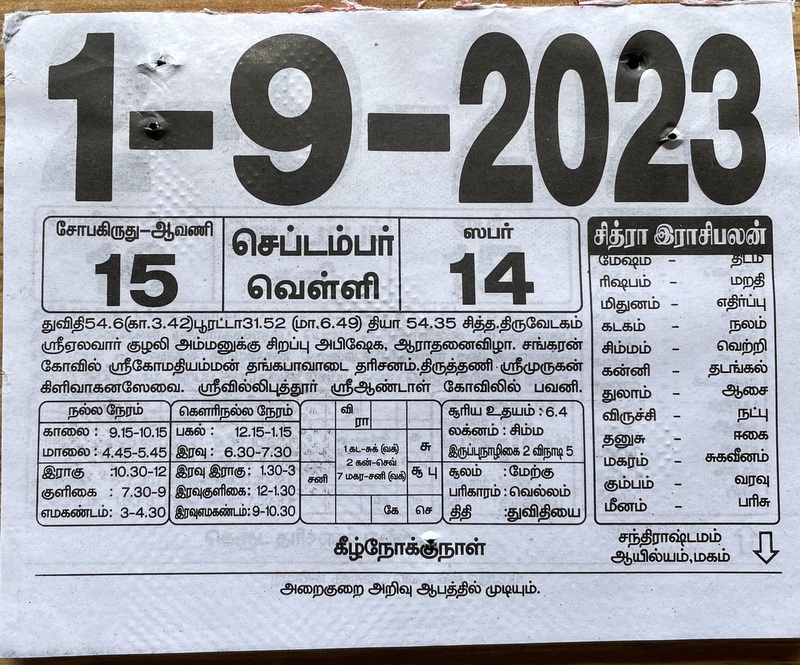 1-9-2023
சோபகிருது-ஆவணி
15
செப்டம்பர்
வெள்ளி
ஸபர்
14
துவிதி54.6(கா.3.42)பூரட்டா31.52 (மா.6.49) தியா 54.35 சித்த.திருவேடகம்
ஸ்ரீஏலவார் குழலி அம்மனுக்கு சிறப்பு அபிஷேக, ஆராதனைவிழா. சங்கரன்
கோவில் ஸ்ரீகோமதியம்மன் தங்கபாவாடை தரிசனம்.திருத்தணி ஸ்ரீமுருகன்
கிளிவாகனஸேவை. ஸ்ரீவில்லிபுத்தூர் ஸ்ரீஆண்டாள் கோவிலில் பவனி.
நல்ல நேரம்
காலை : 9.15-10.15
மாலை : 4.45-5.45
இராகு :10.30-12
குளிகை : 7.30-9
எமகண்டம்: 3-4.30
கௌரிநல்ல நேரம்
பகல் : 12.15-1.15
இரவு : 6.30-7.30
இரவு இராகு: 1.30-3
இரவுகுளிகை: 12-1.30
இரவுஎமகண்டம்:9-10.30
வி
ரா
1 கட-சுக் (வக்)
2 கன்-செவ்
7 மகர-சனி (வக்)
சு
சூ பு
சனி
கே
செ
சூரிய உதயம் : 6.4
லக்னம் : சிம்ம
இருப்புநாழிகை 2 விநாடி 5
சூலம் : மேற்கு
பரிகாரம் : வெல்லம்
திதி :துவிதியை
சித்ரா இராசிபலன்
மேஷம் - தடம்
ரிஷபம் - மறதி
மிதுனம் - எதிர்ப்பு
கடகம் - நலம்
சிம்மம் - வெற்றி
கன்னி - தடங்கல்
துலாம் - ஆசை
விருச்சி - நட்பு
தனுசு - ஈகை
மகரம் - சுகவீனம்
கும்பம் - வரவு
மீனம் - பரிசு
கீழ்நோக்குநாள்
சந்திராஷ்டமம்
ஆயில்யம்,மகம்
அறைகுறை அறிவு ஆபத்தில் முடியும்.